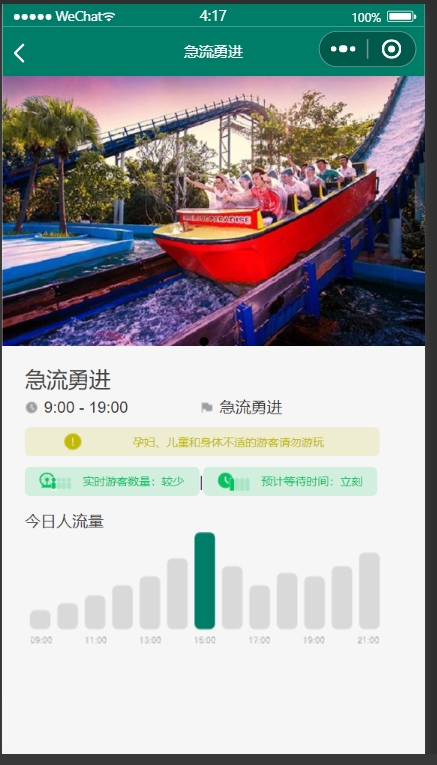 WeChat 4:17 100%
急流勇进
PARADISE
急流勇进
9:00 - 19:00 急流勇进
孕妇、儿童和身体不适的游客请勿游玩
实时游客数量：较少 | 预计等待时间：立刻
今日人流量
09:00 11:00 13:00 15:00 17:00 19:00 21:00